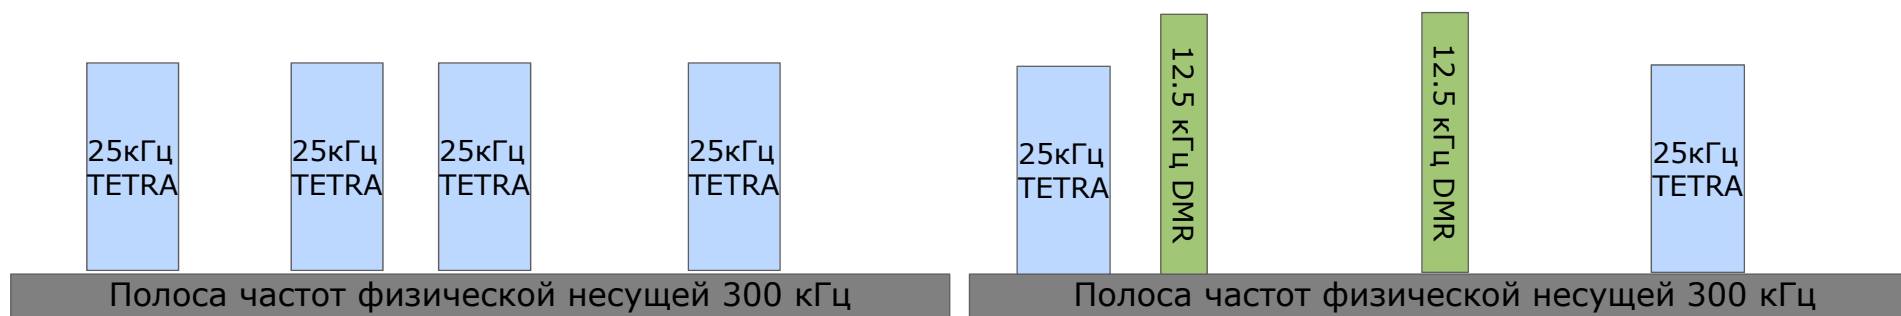 25кГц
TETRA
25кГц
TETRA
25кГц
TETRA
25кГц
TETRA
Полоса частот физической несущей 300 кГц
25кГц
TETRA
12.5 кГц DMR
12.5 кГц DMR
25кГц
TETRA
Полоса частот физической несущей 300 кГц